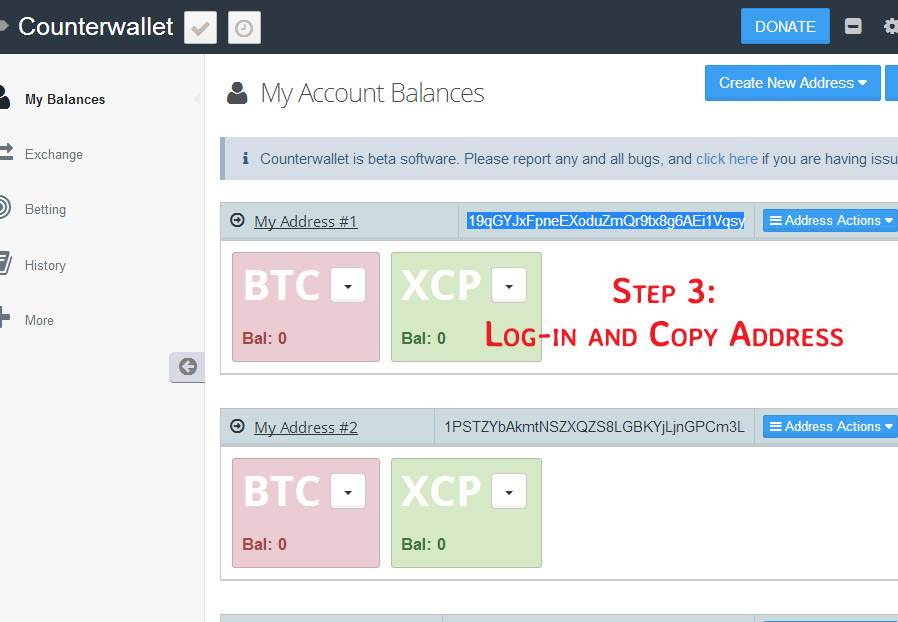 Counterwallet
DONATE
My Balances
Exchange
Betting
History
More
My Account Balances
Create New Address
Counterwallet is beta software. Please report any and all bugs, and click here if you are having issu
My Address #1
19qGYJxFpneEXoduZmQr9tx8g6AEi1Vqsy
Address Actions
BTC
Bal: 0
XCP
Bal: 0
Step 3:
Log-in and Copy Address
My Address #2
1PSTZYbAkmtNSZXQZS8LGBKYjLjnGPCm3L
Address Actions
BTC
Bal: 0
XCP
Bal: 0